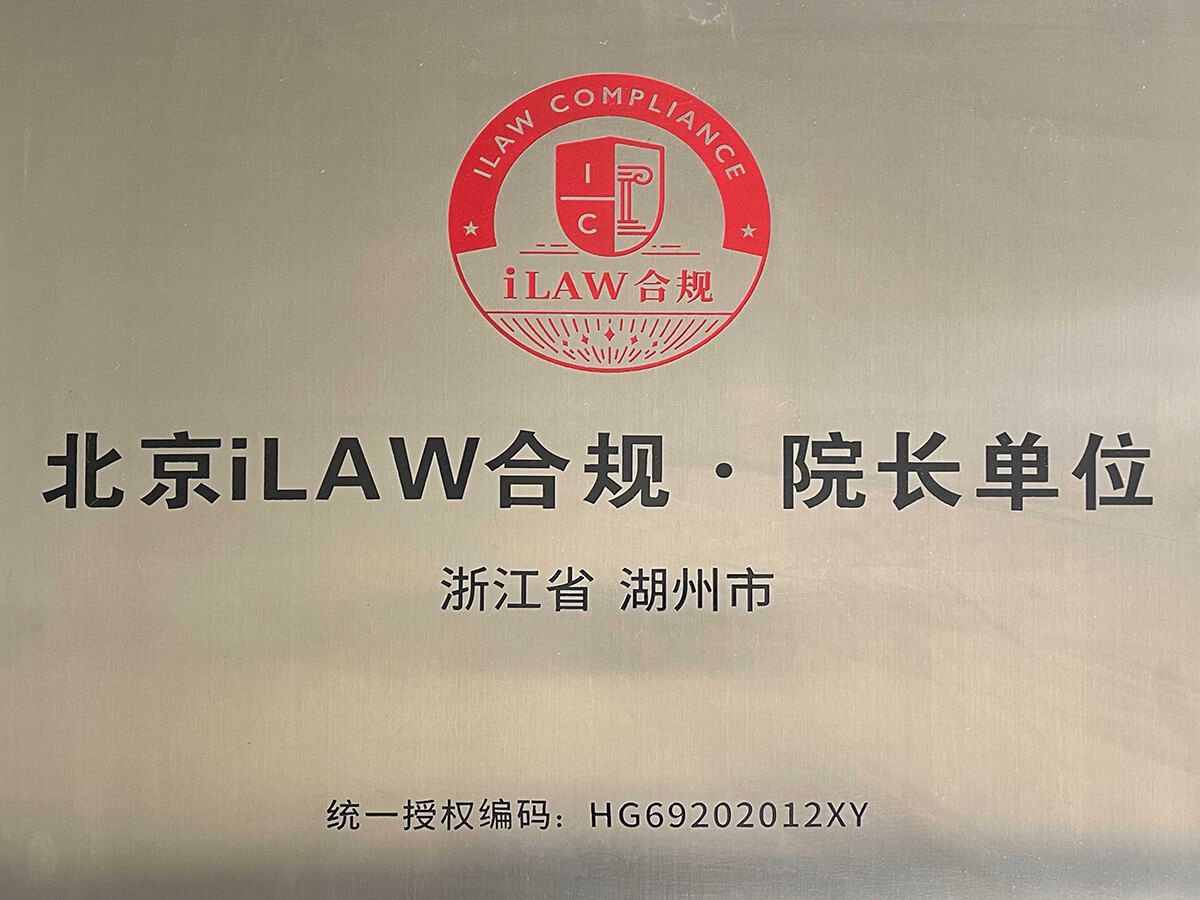 ILAW COMPLIANCE
I
C
iLAW合规
北京iLAW合规·院长单位
浙江省 湖州市
统一授权编码：HG69202012XY